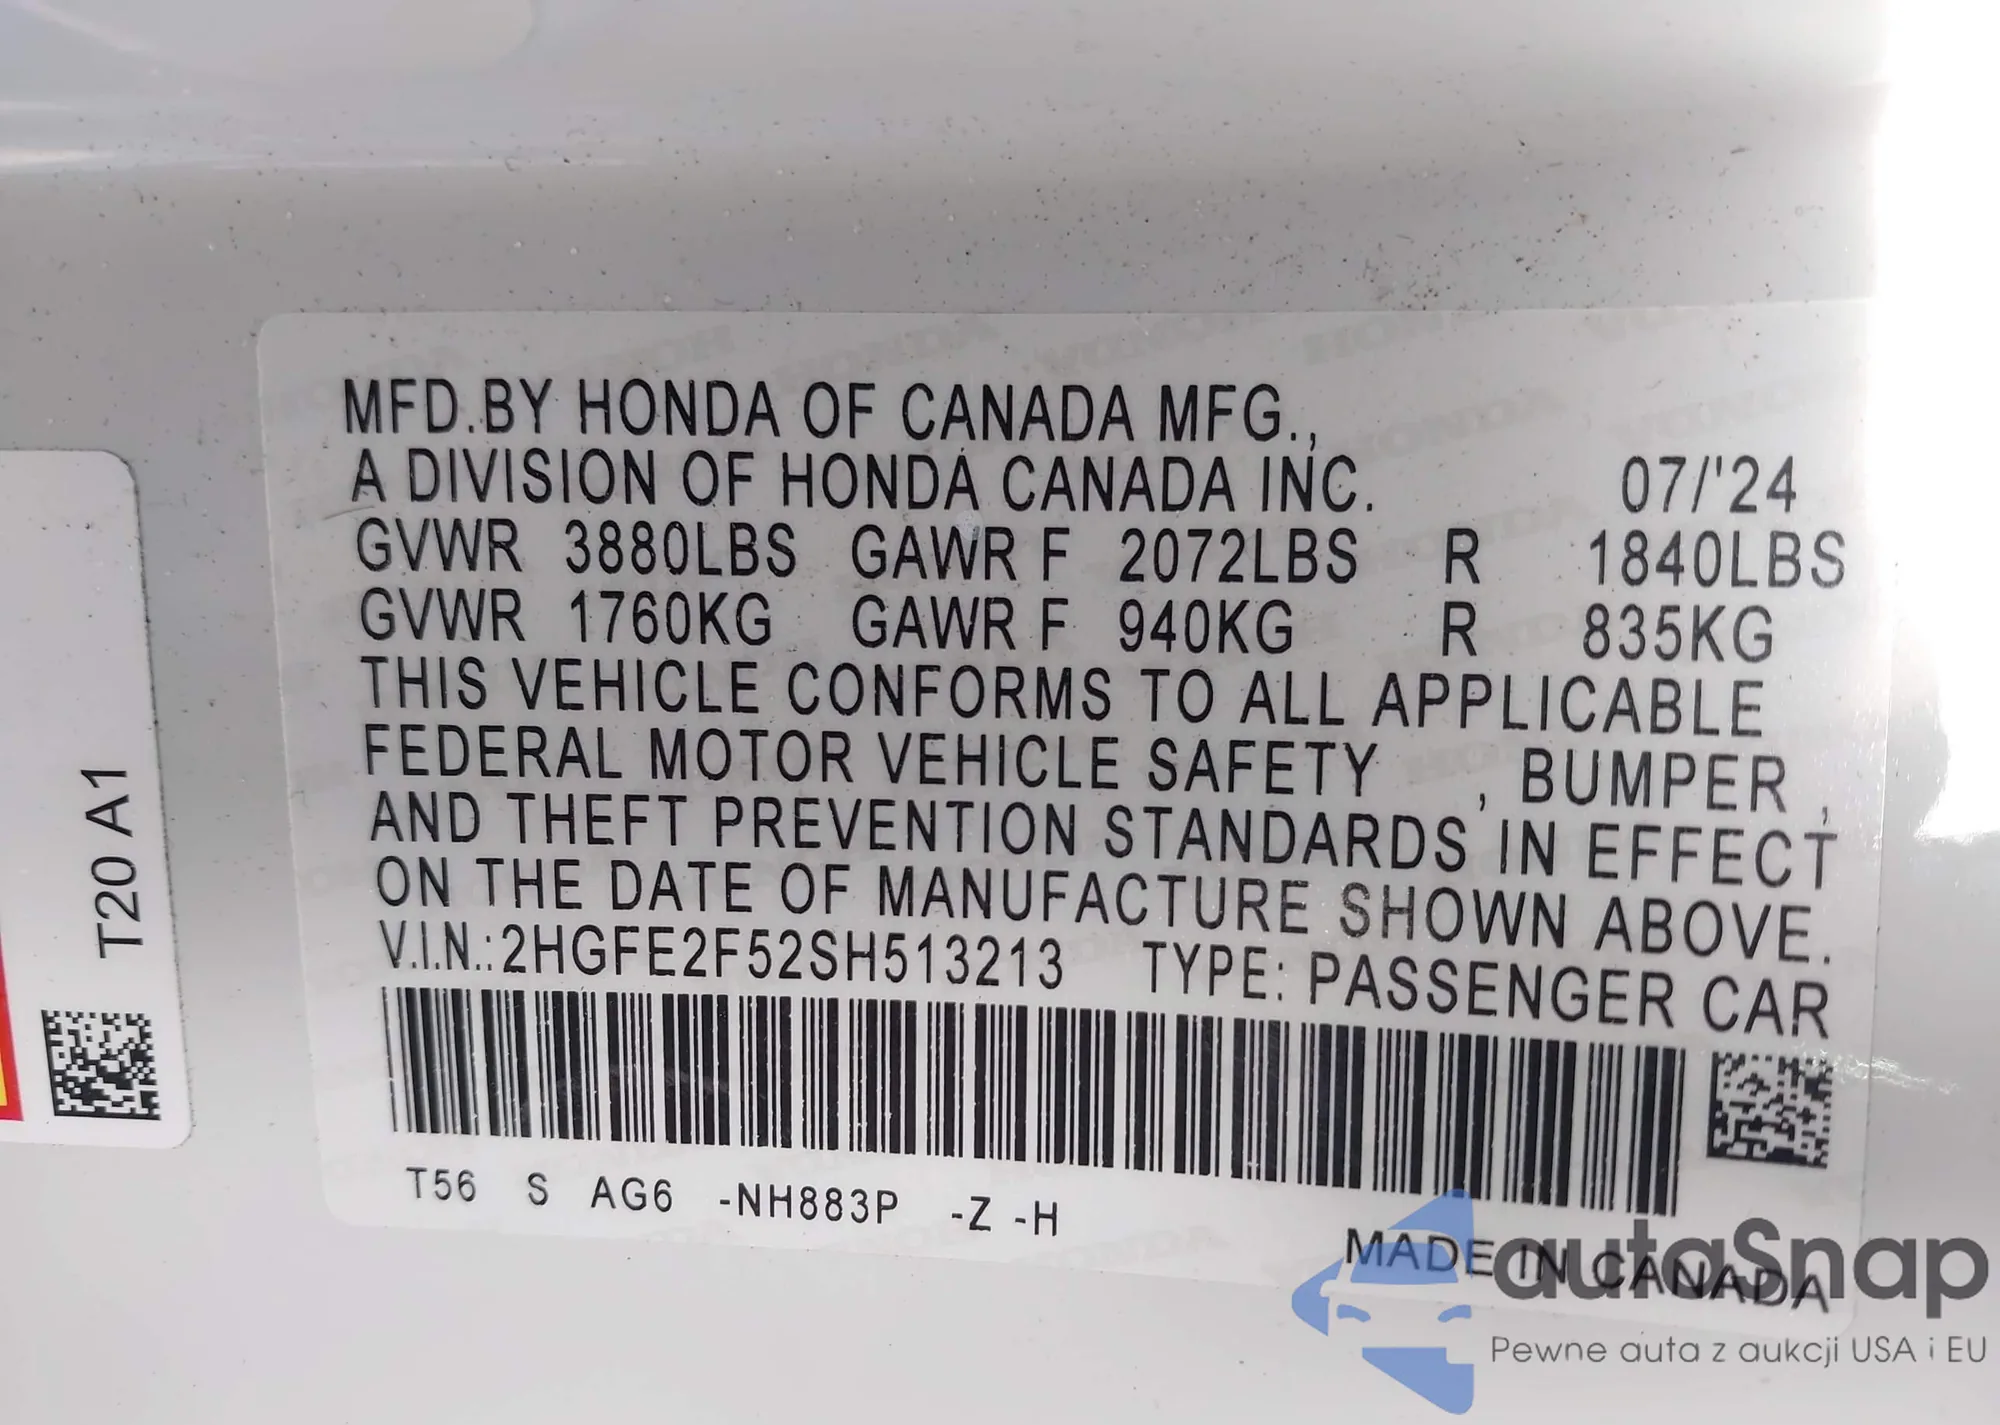 MFD.BY HONDA OF CANADA MFG.,
A DIVISION OF HONDA CANADA INC. 07/'24
GVWR 3880LBS GAWR F 2072LBS R 1840LBS
GVWR 1760KG GAWR F 940KG R 835KG
THIS VEHICLE CONFORMS TO ALL APPLICABLE
FEDERAL MOTOR VEHICLE SAFETY , BUMPER ,
AND THEFT PREVENTION STANDARDS IN EFFECT
ON THE DATE OF MANUFACTURE SHOWN ABOVE.
V.I.N.:2HGFE2F52SH513213 TYPE: PASSENGER CAR
T56 S AG6 -NH883P -Z -H
MADE IN CANADA
T20 A1
autoSnap
Pewne auta z aukcji USA i EU